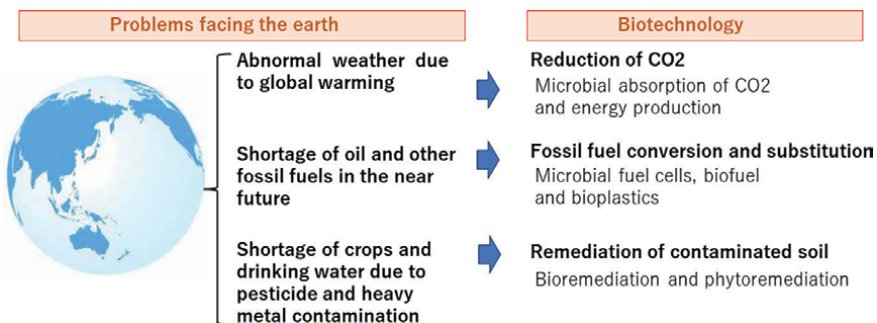 Problems facing the earth
Biotechnology
Abnormal weather due
to global warming
Reduction of CO2
Microbial absorption of CO2
and energy production
Shortage of oil and other
fossil fuels in the near
future
Fossil fuel conversion and substitution
Microbial fuel cells, biofuel
and bioplastics
Shortage of crops and
drinking water due to
pesticide and heavy
metal contamination
Remediation of contaminated soil
Bioremediation and phytoremediation